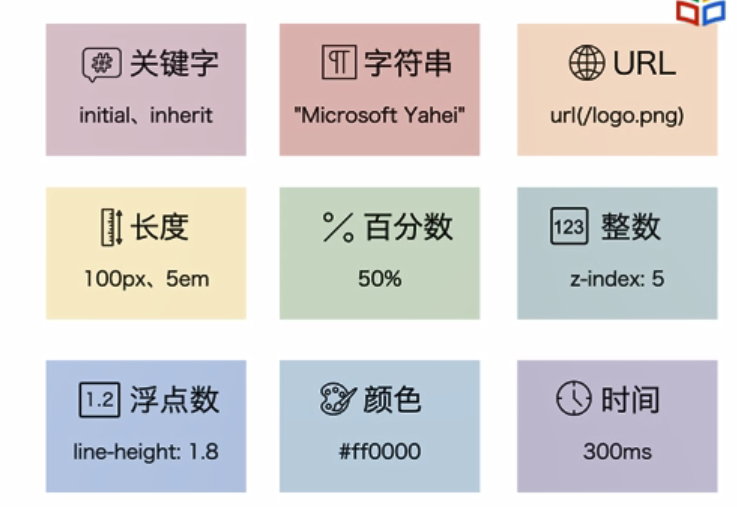 # 关键字
initial、inherit
字符串
"Microsoft Yahei"
URL
url(/logo.png)
长度
100px、5em
% 百分数
50%
123 整数
z-index: 5
1.2 浮点数
line-height: 1.8
颜色
#ff0000
时间
300ms